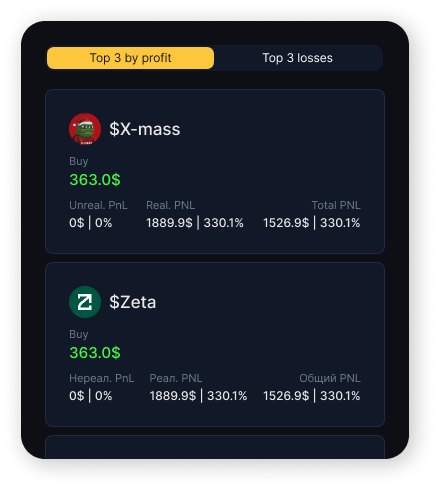 Top 3 by profit Top 3 losses
$X-mass
Buy
363.0$
Unreal. PnL Real. PNL Total PNL
0$ | 0% 1889.9$ | 330.1% 1526.9$ | 330.1%
$Zeta
Buy
363.0$
Нереал. PnL Реал. PNL Общий PNL
0$ | 0% 1889.9$ | 330.1% 1526.9$ | 330.1%